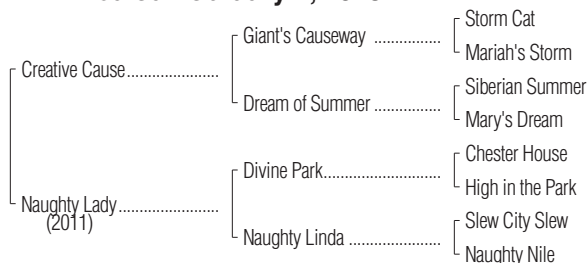 Storm Cat
Giant's Causeway ................
Mariah's Storm
Creative Cause.......................
Siberian Summer
Dream of Summer .................
Mary's Dream
Chester House
Divine Park.............................
High in the Park
Naughty Lady.........................
(2011)
Slew City Slew
Naughty Linda .......................
Naughty Nile